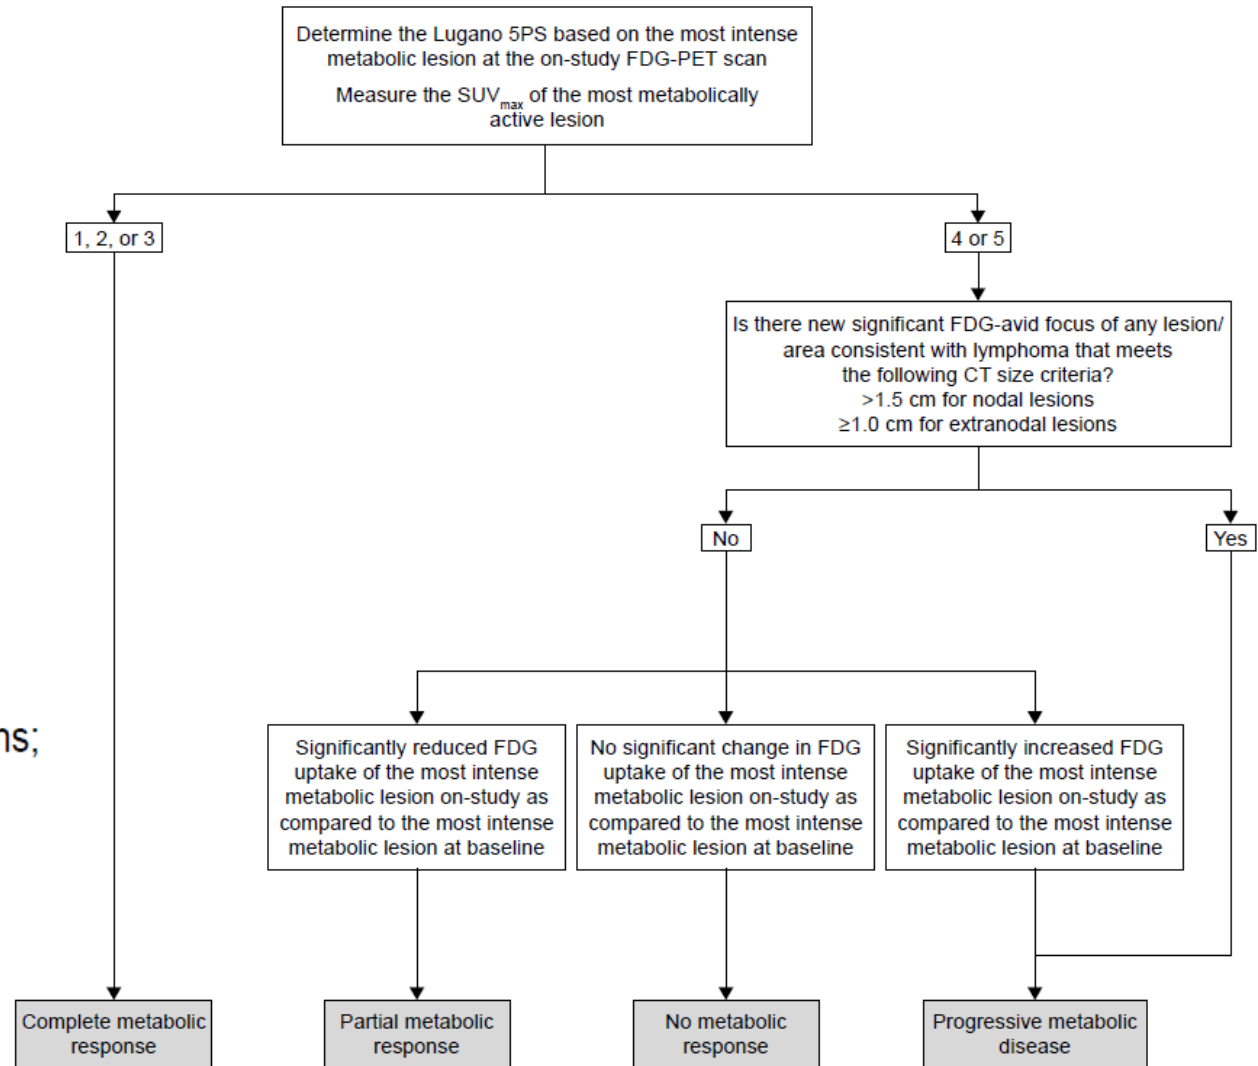 Determine the Lugano 5PS based on the most intense
metabolic lesion at the on-study FDG-PET scan
Measure the SUVmax of the most metabolically
active lesion
1, 2, or 3
4 or 5
Is there new significant FDG-avid focus of any lesion/
area consistent with lymphoma that meets
the following CT size criteria?
>1.5 cm for nodal lesions
≥1.0 cm for extranodal lesions
No
Yes
ns;
Significantly reduced FDG
uptake of the most intense
metabolic lesion on-study as
compared to the most intense
metabolic lesion at baseline
No significant change in FDG
uptake of the most intense
metabolic lesion on-study as
compared to the most intense
metabolic lesion at baseline
Significantly increased FDG
uptake of the most intense
metabolic lesion on-study as
compared to the most intense
metabolic lesion at baseline
Complete metabolic
response
Partial metabolic
response
No metabolic
response
Progressive metabolic
disease